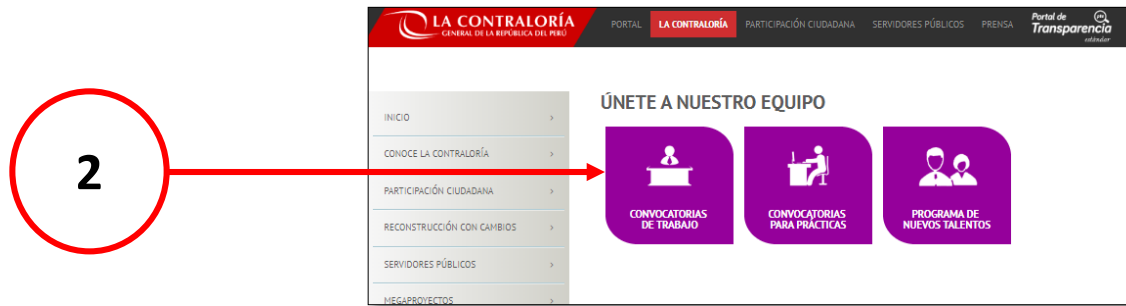 LA CONTRALORÍA
GENERAL DE LA REPÚBLICA DEL PERÚ
PORTAL
LA CONTRALORÍA
PARTICIPACIÓN CIUDADANA
SERVIDORES PÚBLICOS
PRENSA
Portal de
Transparencia
estándar
2
INICIO
CONOCE LA CONTRALORÍA
PARTICIPACIÓN CIUDADANA
RECONSTRUCCIÓN CON CAMBIOS
SERVIDORES PÚBLICOS
MEGAPROYECTOS
ÚNETE A NUESTRO EQUIPO
CONVOCATORIAS
DE TRABAJO
CONVOCATORIAS
PARA PRÁCTICAS
PROGRAMA DE
NUEVOS TALENTOS